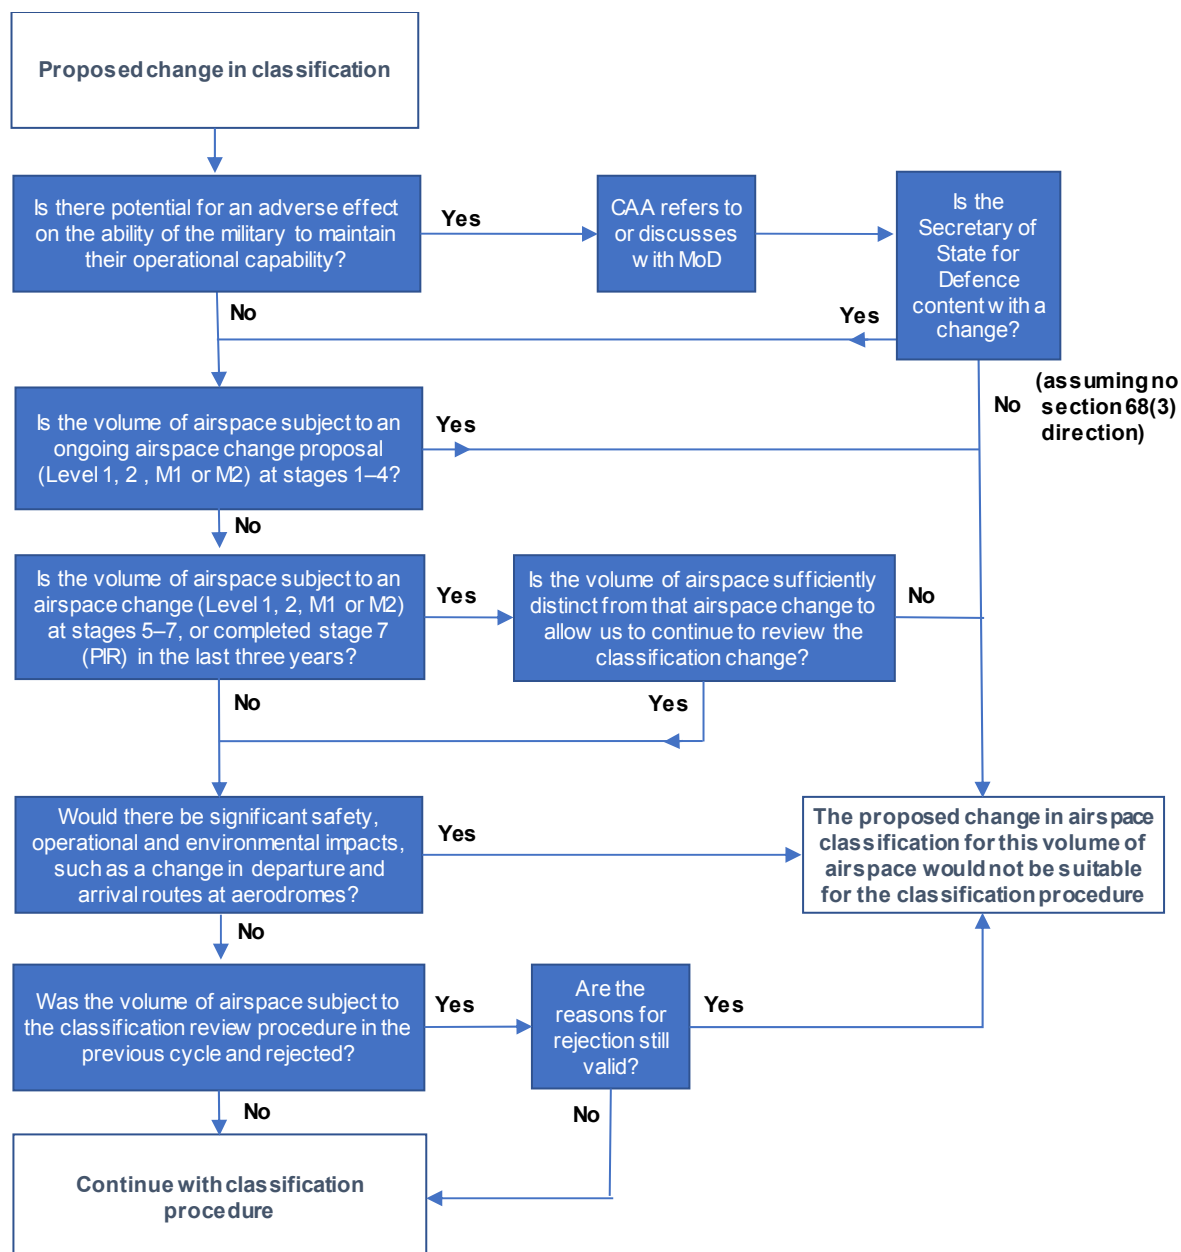 Proposed change in classification
Is there potential for an adverse effect
on the ability of the military to maintain
their operational capability?
Yes
CAA refers to
or discusses
with MoD
Is the
Secretary of
State for
Defence
content with a
change?
No
Yes
No
(assuming no
section 68(3)
direction)
Is the volume of airspace subject to an
ongoing airspace change proposal
(Level 1, 2 , M1 or M2) at stages 1–4?
Yes
No
Is the volume of airspace subject to an
airspace change (Level 1, 2, M1 or M2)
at stages 5–7, or completed stage 7
(PIR) in the last three years?
Yes
Is the volume of airspace sufficiently
distinct from that airspace change to
allow us to continue to review the
classification change?
No
No
Yes
Would there be significant safety,
operational and environmental impacts,
such as a change in departure and
arrival routes at aerodromes?
Yes
The proposed change in airspace
classification for this volume of
airspace would not be suitable
for the classification procedure
No
Was the volume of airspace subject to
the classification review procedure in the
previous cycle and rejected?
Yes
Are the
reasons for
rejection still
valid?
Yes
No
No
Continue with classification
procedure